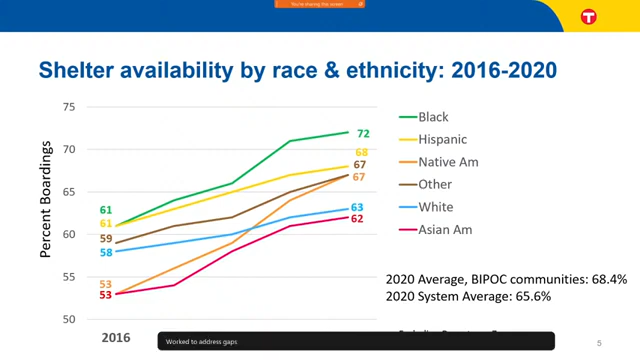 You're sharing this screen
T
Shelter availability by race & ethnicity: 2016-2020
Percent Boardings
75
70
65
60
55
50
61
61
59
58
53
53
72
68
67
67
63
62
Black
Hispanic
Native Am
Other
White
Asian Am
2020 Average, BIPOC communities: 68.4%
2020 System Average: 65.6%
2016
Worked to address gaps
5